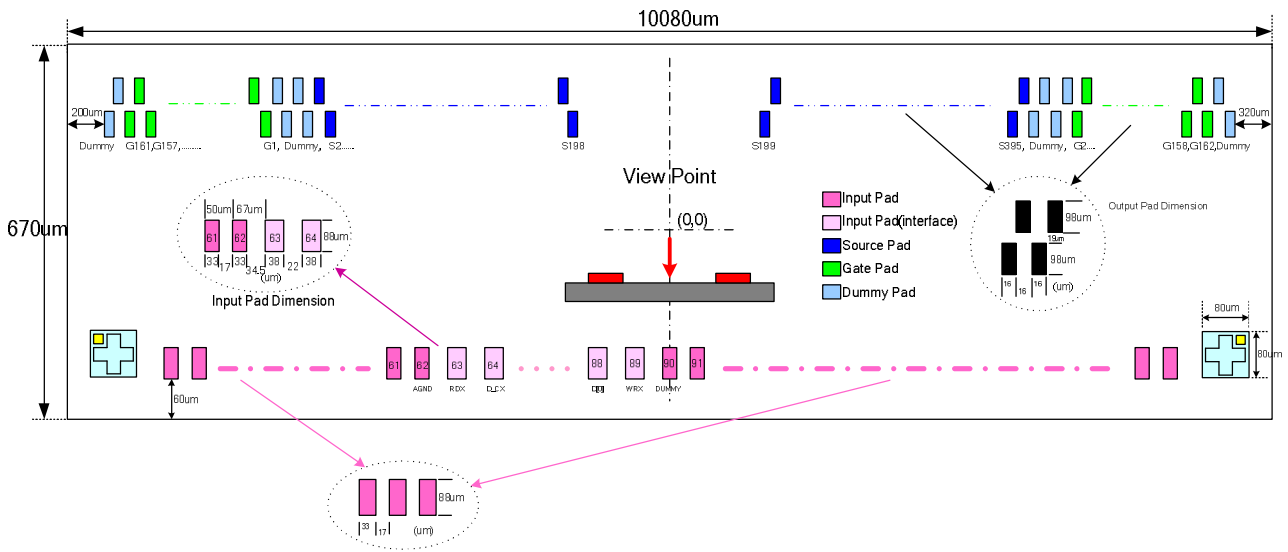 10080um
670um
200um
320um
Dummy
G161,G157,..........
G1, Dummy, S2......
S198
S199
S395, Dummy, G2....
G158,G162,Dummy
View Point
(0,0)
Input Pad
Input Pad(interface)
Source Pad
Gate Pad
Dummy Pad
50um
67um
61
62
63
64
88um
33
17
33
34.5
38
22
38
(um)
Input Pad Dimension
Output Pad Dimension
98um
19um
98um
16
16
16
(um)
80um
80um
61
62
63
64
88
89
90
91
AGND
RDX
D_CX
WRX
DUMMY
60um
88um
33
17
(um)